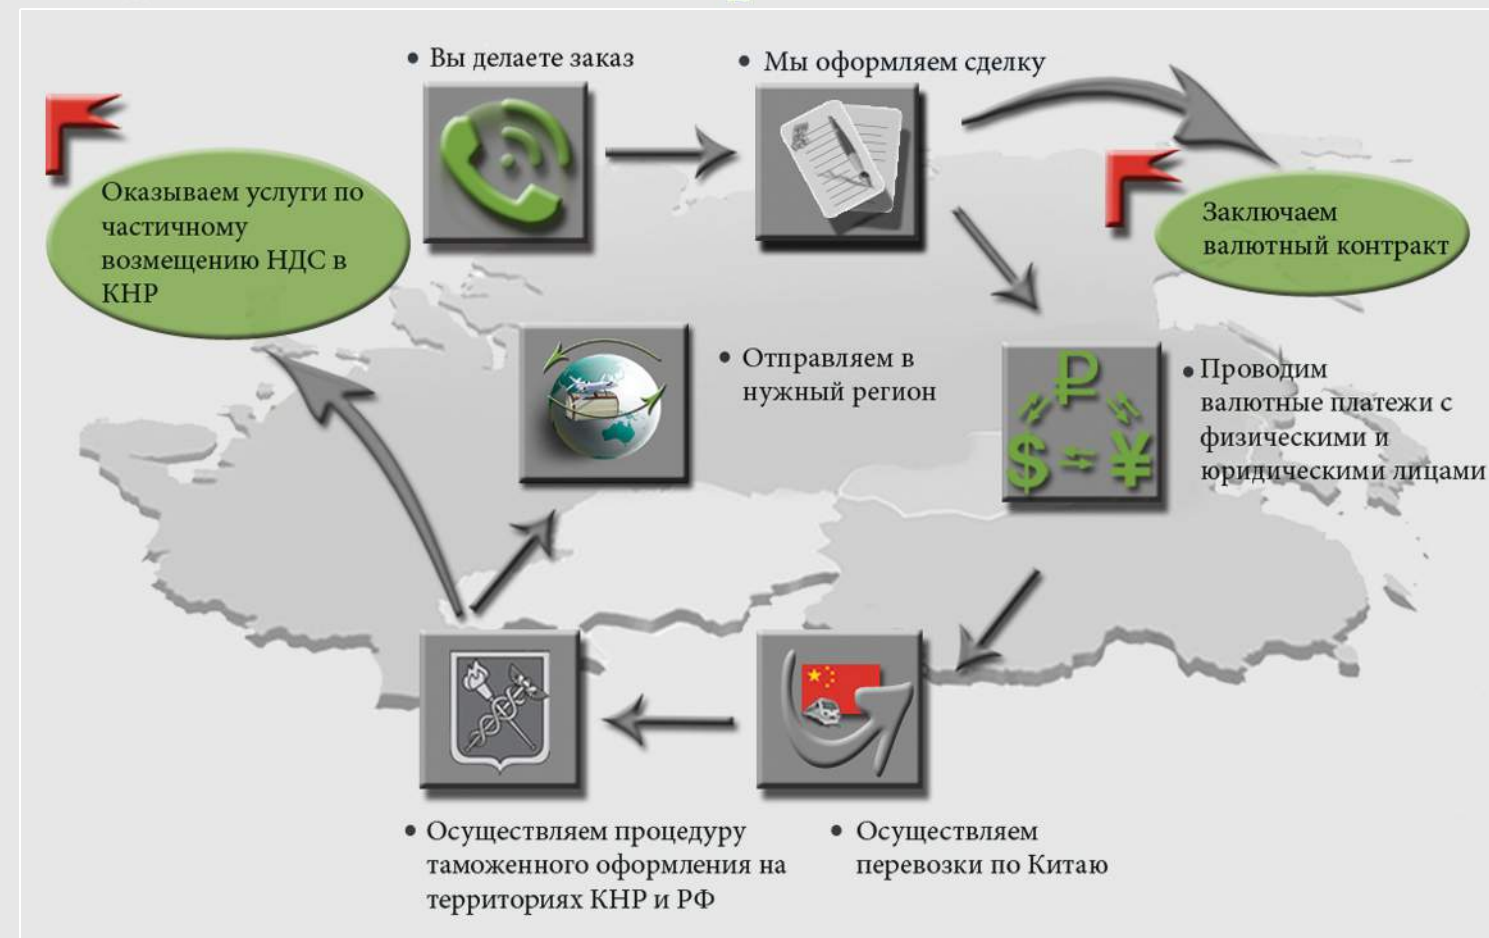 Вы делаете заказ
Мы оформляем сделку
Оказываем услуги по
частичному
возмещению НДС в
КНР
Заключаем
валютный контракт
Отправляем в
нужный регион
Проводим
валютные платежи с
физическими и
юридическими лицами
₽
$ ¥
Осуществляем процедуру
таможенного оформления на
территориях КНР и РФ
Осуществляем
перевозки по Китаю